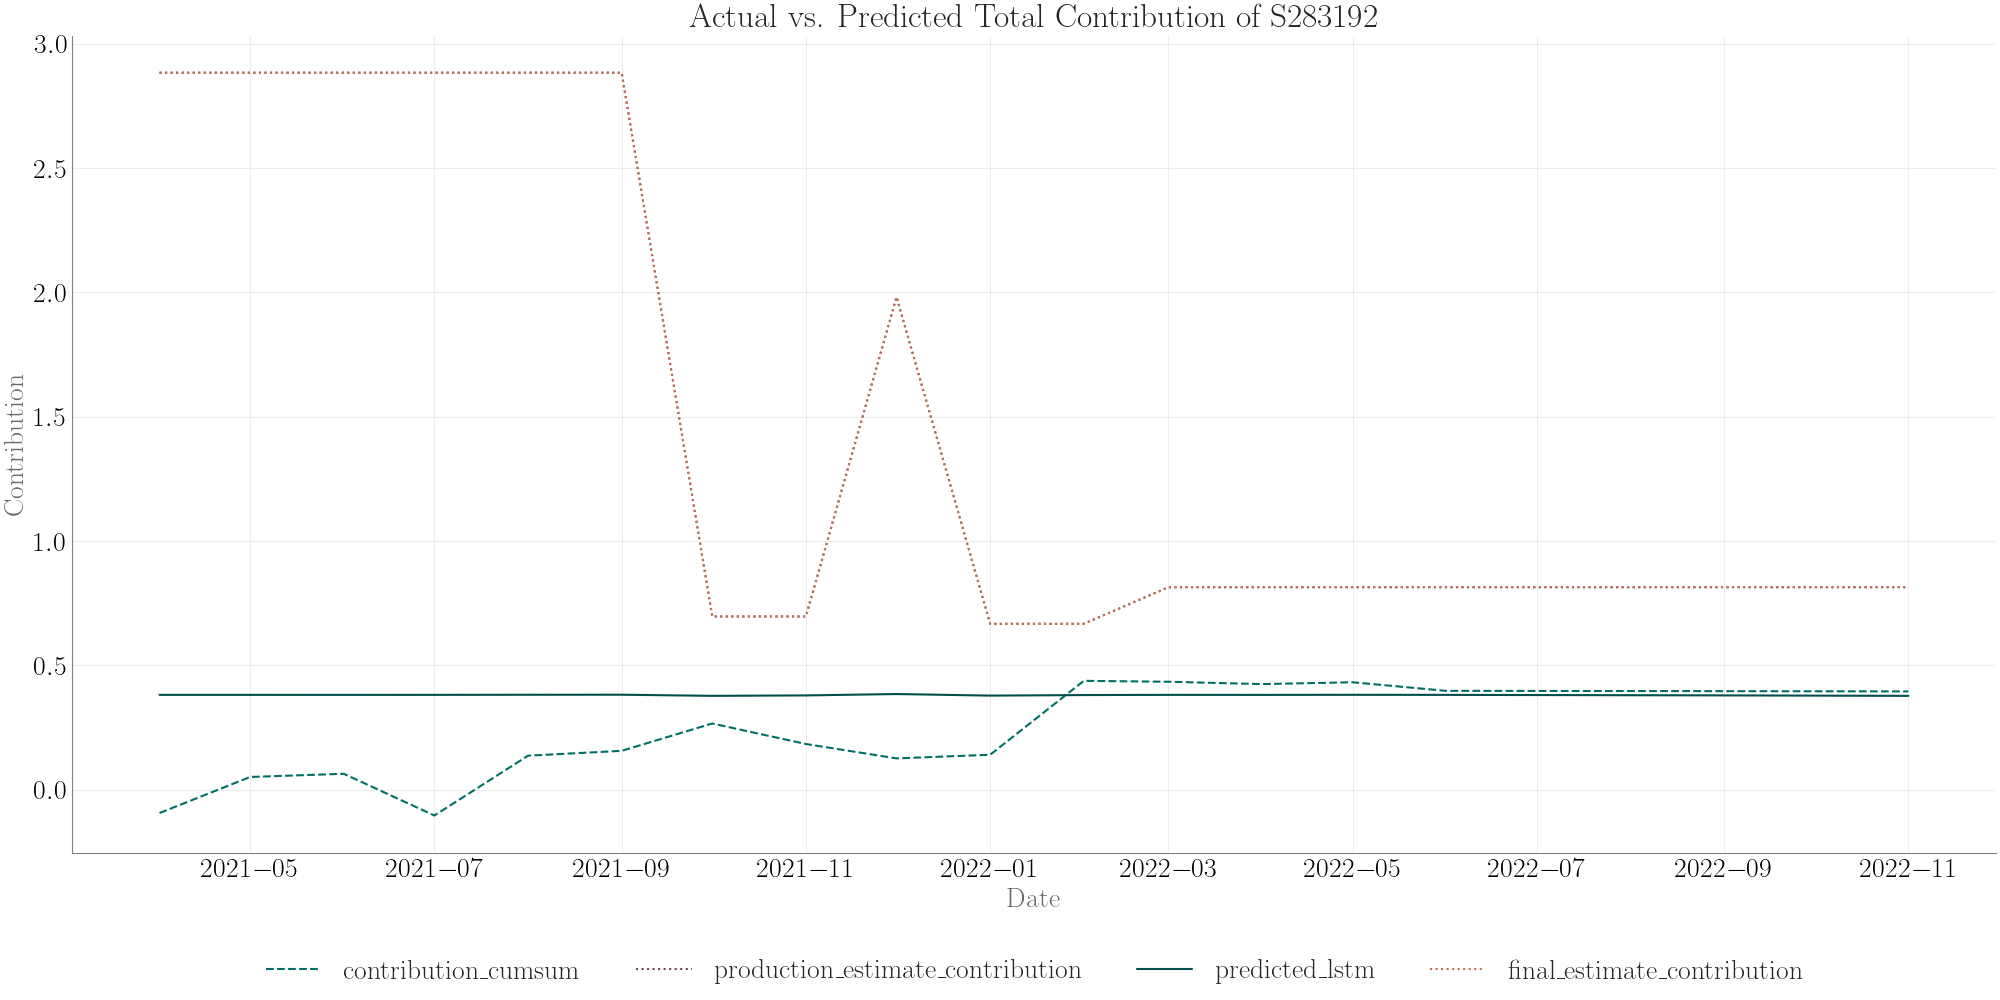 Actual vs. Predicted Total Contribution of S283192
3.0
2.5
2.0
1.5
1.0
0.5
0.0
Contribution
2021−05 2021−07 2021−09 2021−11 2022−01 2022−03 2022−05 2022−07 2022−09 2022−11
Date
contribution_cumsum production_estimate_contribution predicted_lstm final_estimate_contribution